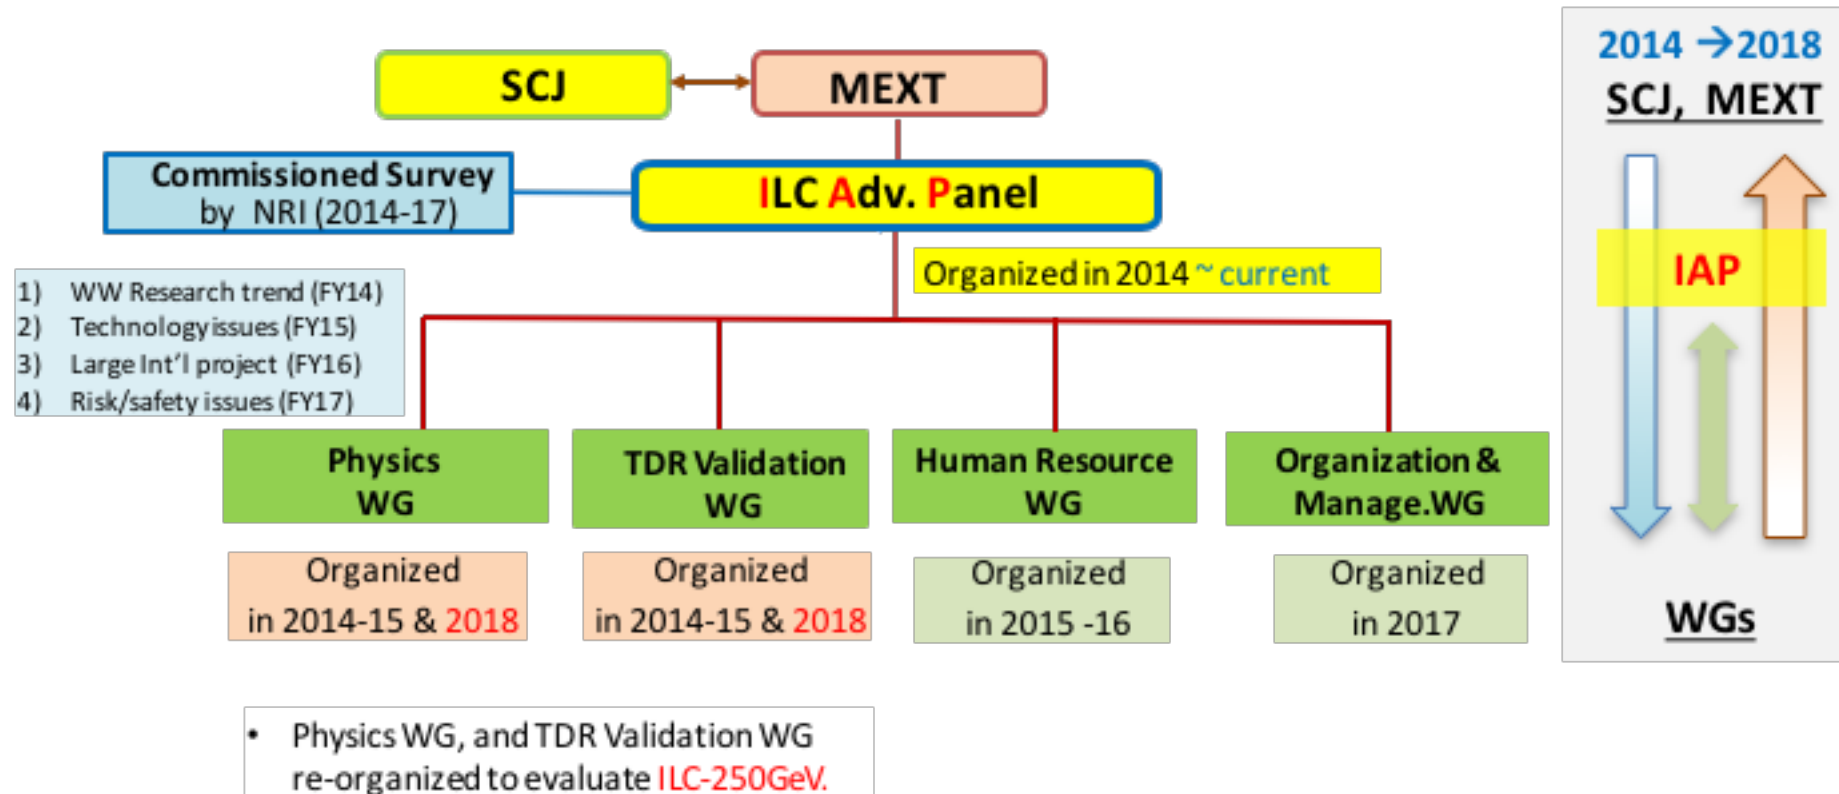 SCJ
MEXT
Commissioned Survey
by NRI (2014-17)
ILC Adv. Panel
Organized in 2014 ~ current
1) WW Research trend (FY14)
2) Technology issues (FY15)
3) Large Int'l project (FY16)
4) Risk/safety issues (FY17)
Physics
WG
TDR Validation
WG
Human Resource
WG
Organization &
Manage.WG
Organized
in 2014-15 & 2018
Organized
in 2014-15 & 2018
Organized
in 2015 -16
Organized
in 2017
• Physics WG, and TDR Validation WG
re-organized to evaluate ILC-250GeV.
2014 →2018
SCJ, MEXT
IAP
WGs